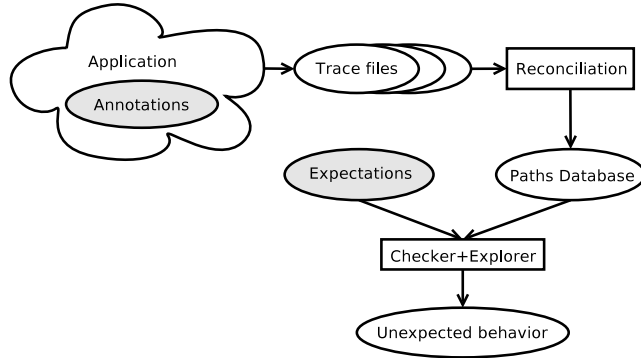 Application
Annotations
Trace files
Reconciliation
Expectations
Paths Database
Checker+Explorer
Unexpected behavior